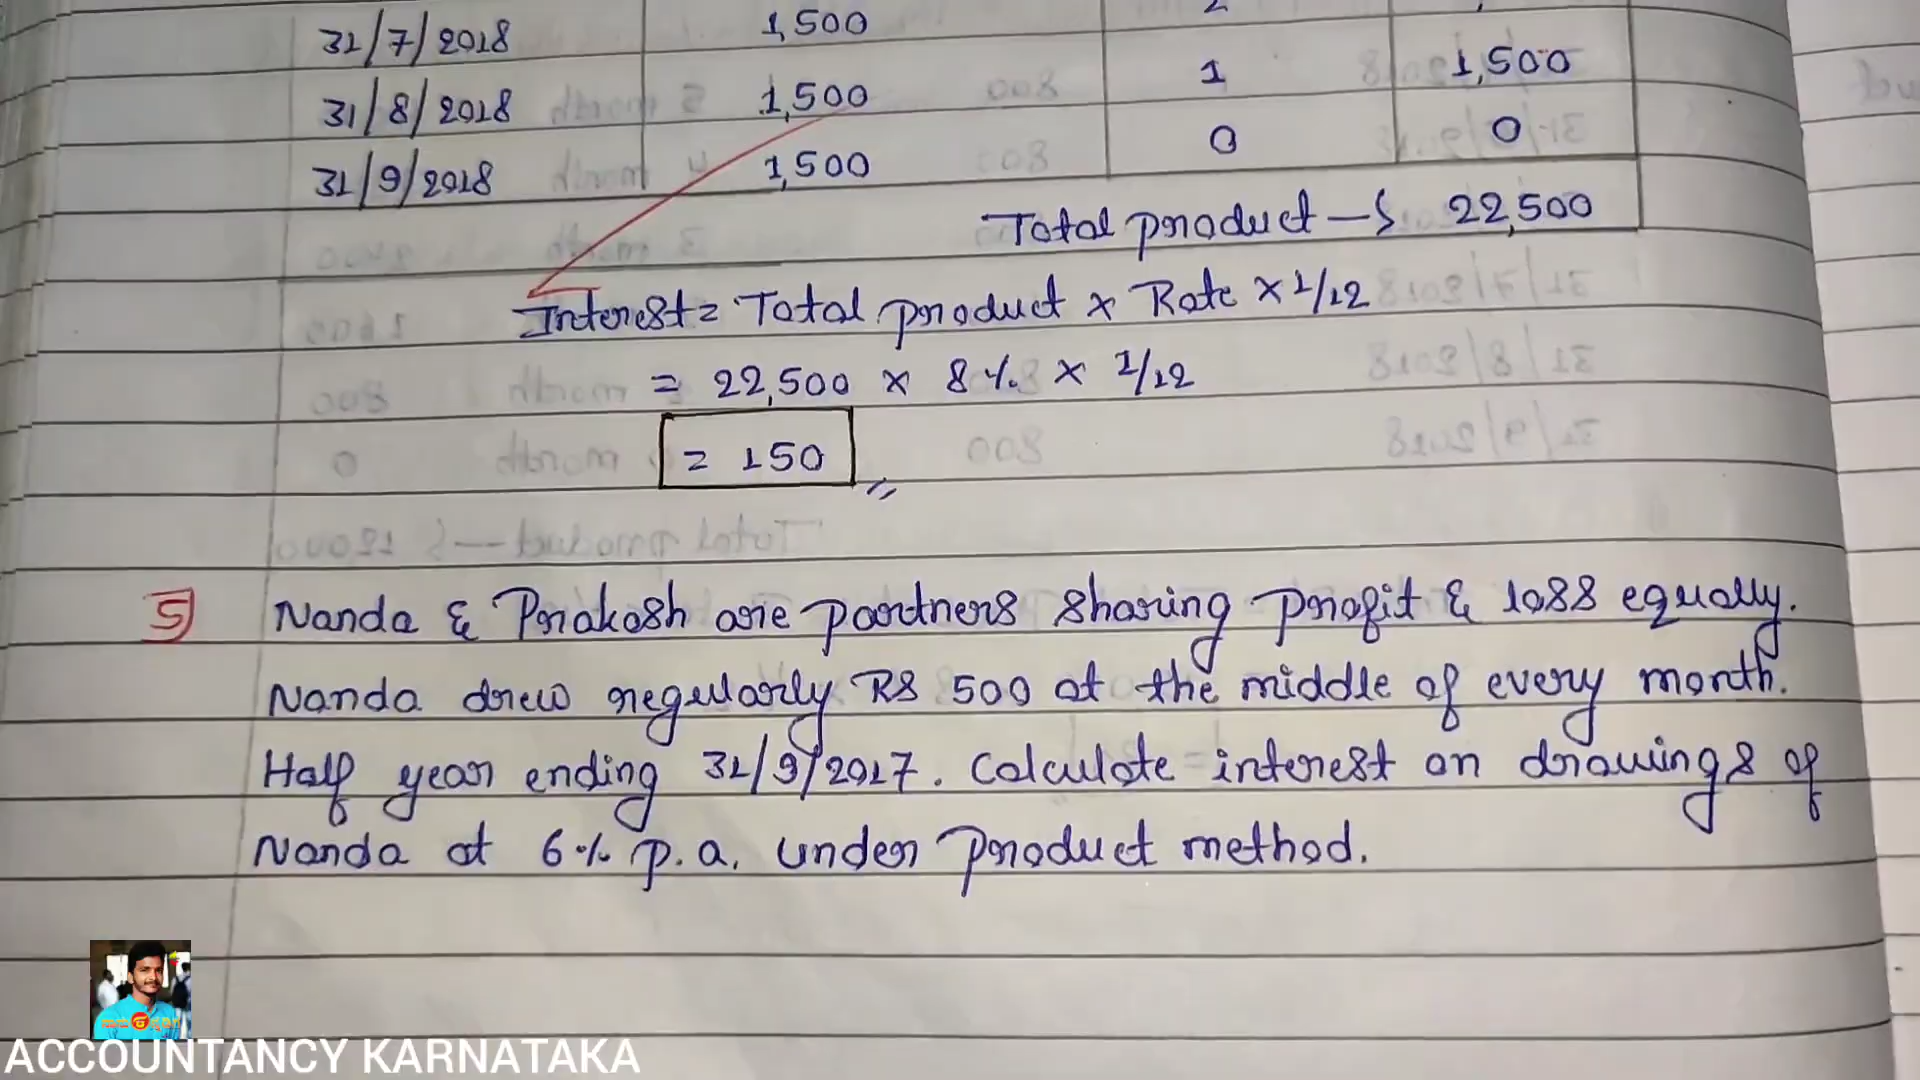 31/7/2018 1,500
31/8/2018 1,500 1 1,500
31/9/2018 1,500 0 0
Total product 22,500
Interest = Total product × Rate × 1/12
= 22,500 × 8% × 1/12
= 150
5 Nanda & Prakash are partners sharing profit & loss equally.
Nanda drew regularly RS 500 at the middle of every month.
Half year ending 31/9/2017. Calculate interest on drawings of
Nanda at 6% p.a. under product method.
ACCOUNTANCY KARNATAKA